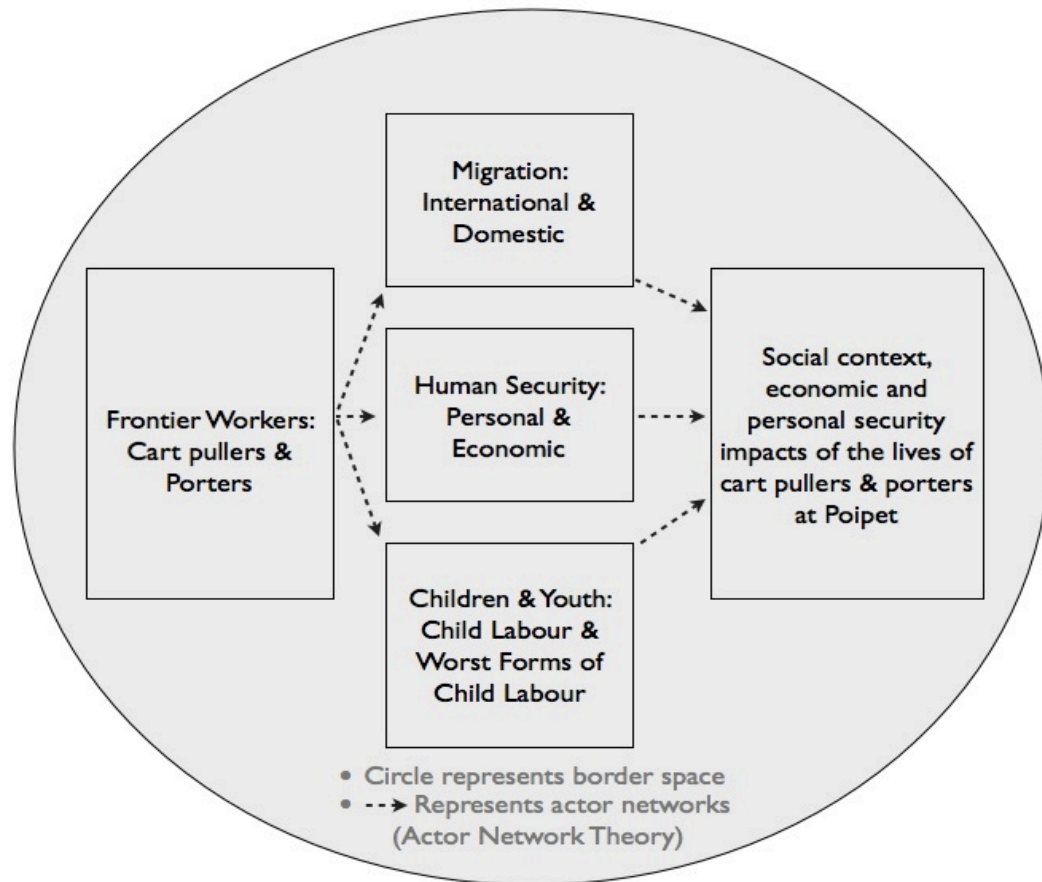 Migration:
International &
Domestic
Frontier Workers:
Cart pullers &
Porters
Human Security:
Personal &
Economic
Children & Youth:
Child Labour &
Worst Forms of
Child Labour
Social context,
economic and
personal security
impacts of the lives of
cart pullers & porters
at Poipet
• Circle represents border space
• Represents actor networks
(Actor Network Theory)